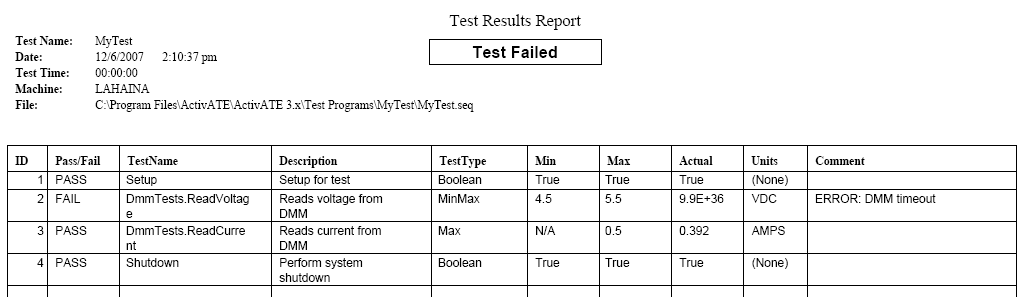 Test Results Report
Test Failed
Test Name: MyTest
Date: 12/6/2007 2:10:37 pm
Test Time: 00:00:00
Machine: LAHAINA
File: C:\Program Files\ActivATE\ActivATE 3.x\Test Programs\MyTest\MyTest.seq
ID Pass/Fail TestName Description TestType Min Max Actual Units Comment
1 PASS Setup Setup for test Boolean True True True (None)
2 FAIL DmmTests.ReadVoltag Reads voltage from MinMax 4.5 5.5 9.9E+36 VDC ERROR: DMM timeout
e DMM
3 PASS DmmTests.ReadCurre Reads current from Max N/A 0.5 0.392 AMPS
nt DMM
4 PASS Shutdown Perform system Boolean True True True (None)
shutdown